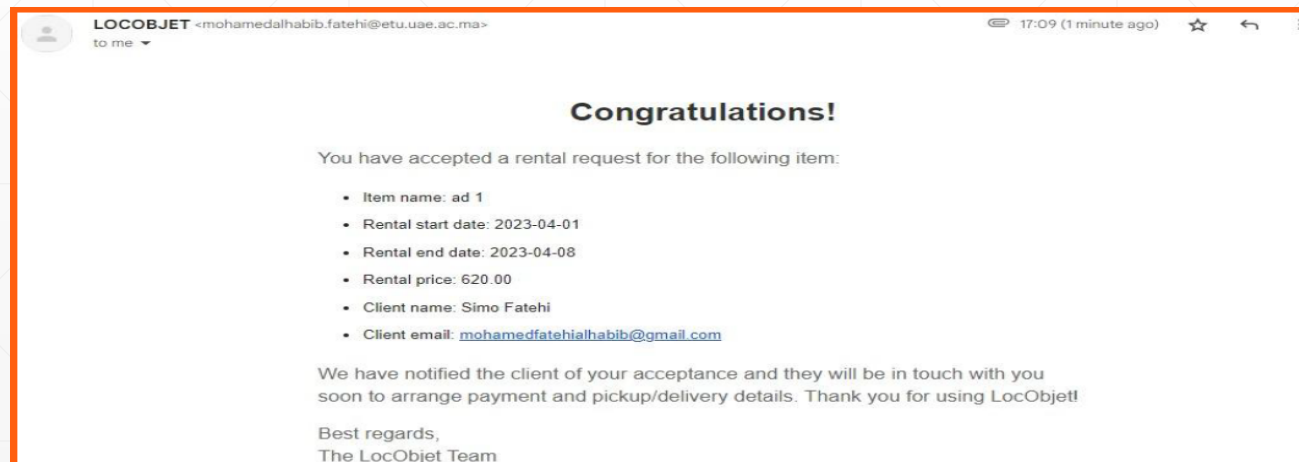 LOCOBJET <mohamedalhabib.fatehi@etu.uae.ac.ma>
17:09 (1 minute ago)
to me
Congratulations!
You have accepted a rental request for the following item:
• Item name: ad 1
• Rental start date: 2023-04-01
• Rental end date: 2023-04-08
• Rental price: 620.00
• Client name: Simo Fatehi
• Client email: mohamedfatehialhabib@gmail.com
We have notified the client of your acceptance and they will be in touch with you
soon to arrange payment and pickup/delivery details. Thank you for using LocObjet!
Best regards,
The LocObjet Team